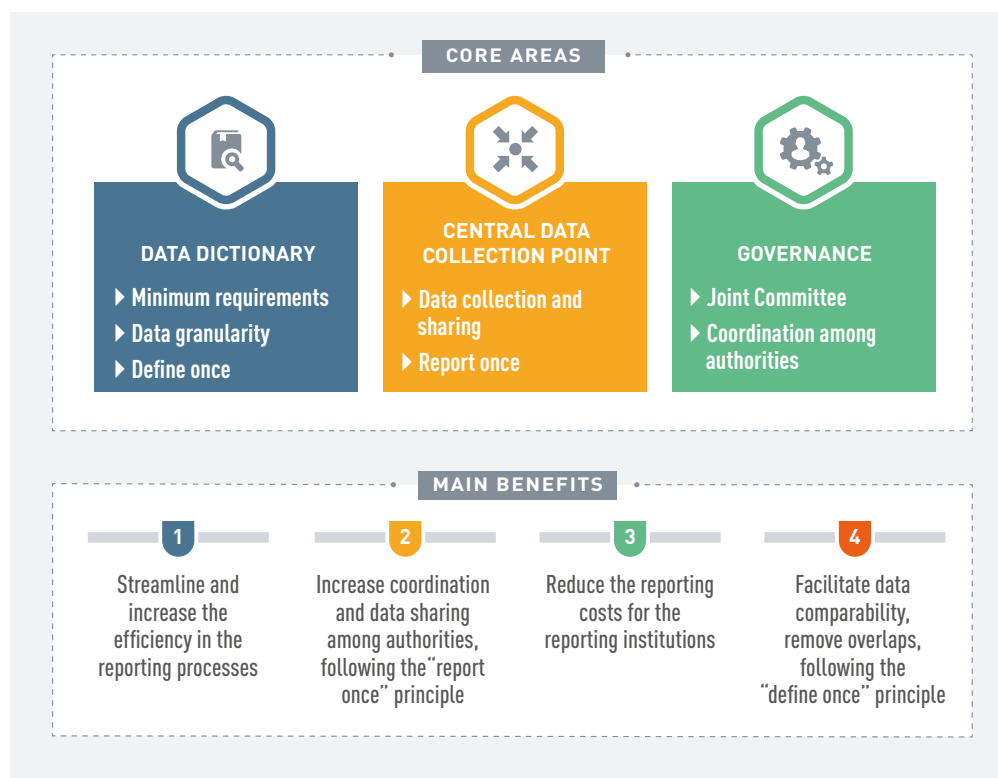 CORE AREAS
DATA DICTIONARY
Minimum requirements
Data granularity
Define once
CENTRAL DATA
COLLECTION POINT
Data collection and
sharing
Report once
GOVERNANCE
Joint Committee
Coordination among
authorities
MAIN BENEFITS
1
Streamline and
increase the
efficiency in the
reporting processes
2
Increase coordination
and data sharing
among authorities,
following the“report
once” principle
3
Reduce the reporting
costs for the
reporting institutions
4
Facilitate data
comparability,
remove overlaps,
following the
“define once” principle